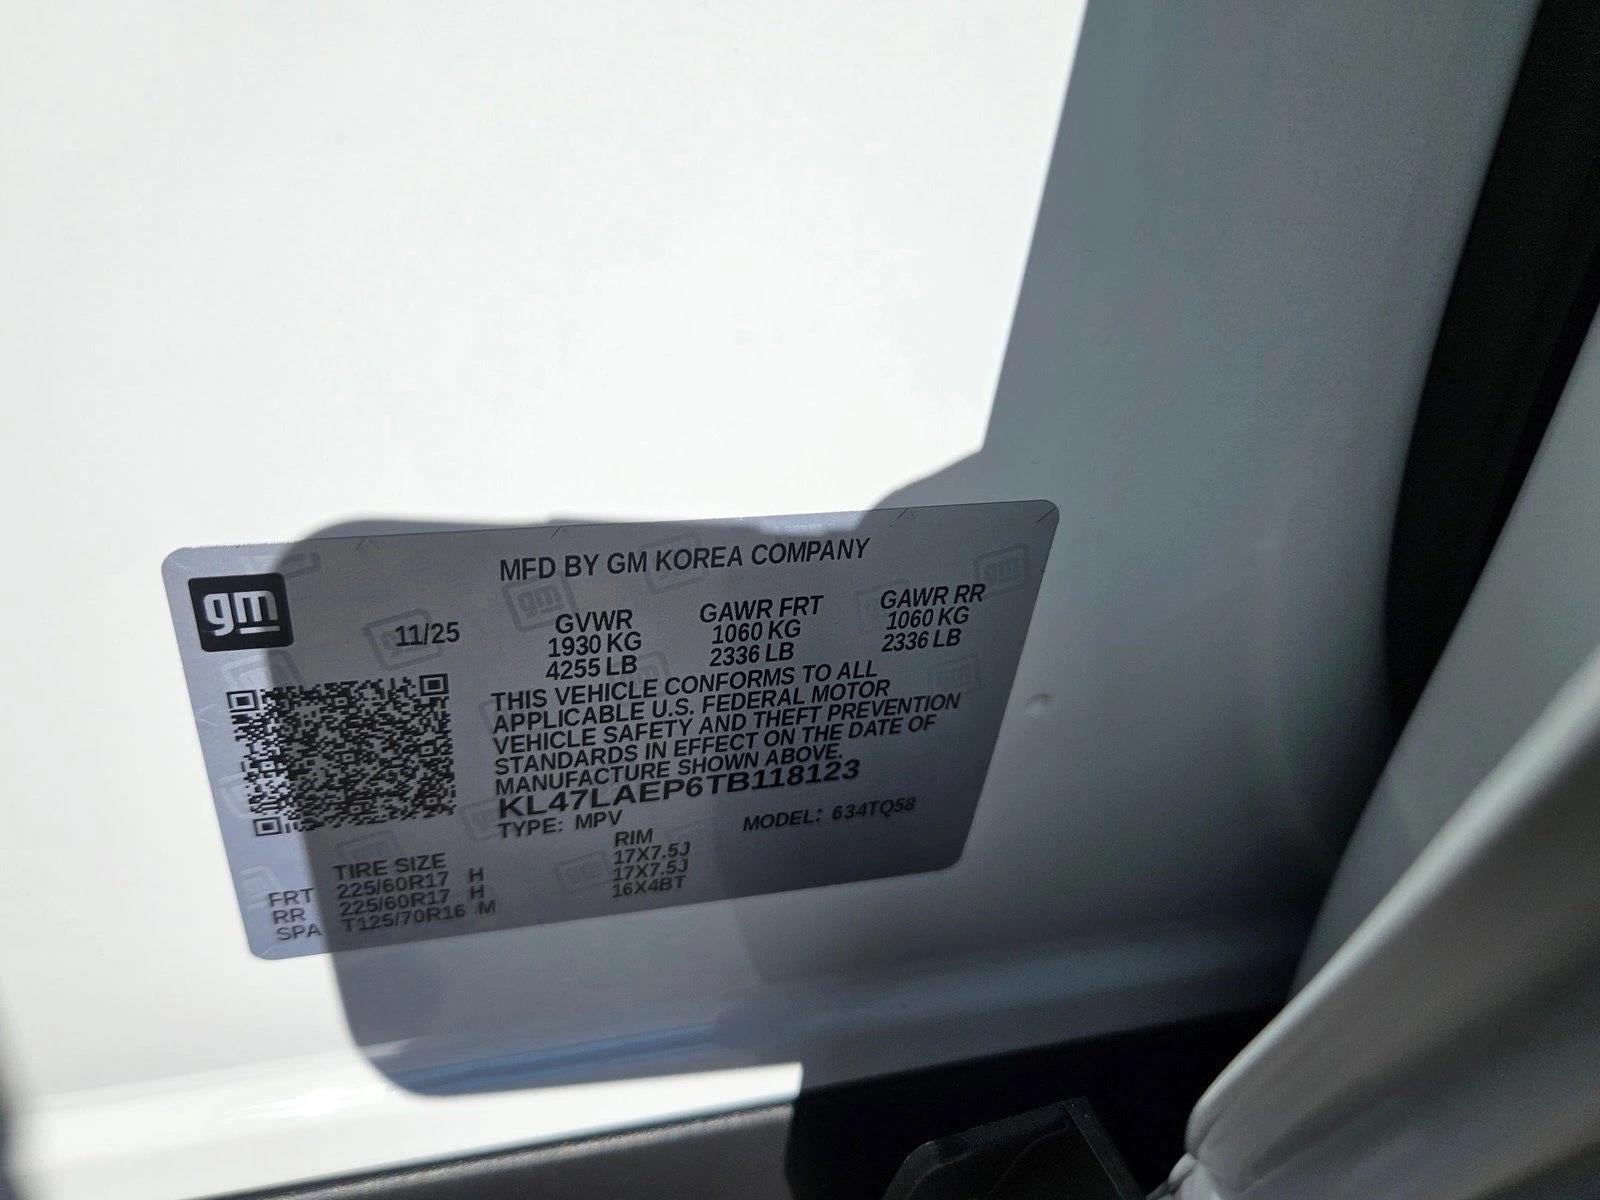 gm
MFD BY GM KOREA COMPANY
11/25
GVWR GAWR FRT GAWR RR
1930 KG 1060 KG 1060 KG
4255 LB 2336 LB 2336 LB
THIS VEHICLE CONFORMS TO ALL
APPLICABLE U.S. FEDERAL MOTOR
VEHICLE SAFETY AND THEFT PREVENTION
STANDARDS IN EFFECT ON THE DATE OF
MANUFACTURE SHOWN ABOVE.
KL47LAEP6TB118123
TYPE: MPV MODEL: 634TQ58
TIRE SIZE RIM
FRT 225/60R17 H 17X7.5J
RR 225/60R17 H 17X7.5J
SPA T125/70R16 M 16X4BT